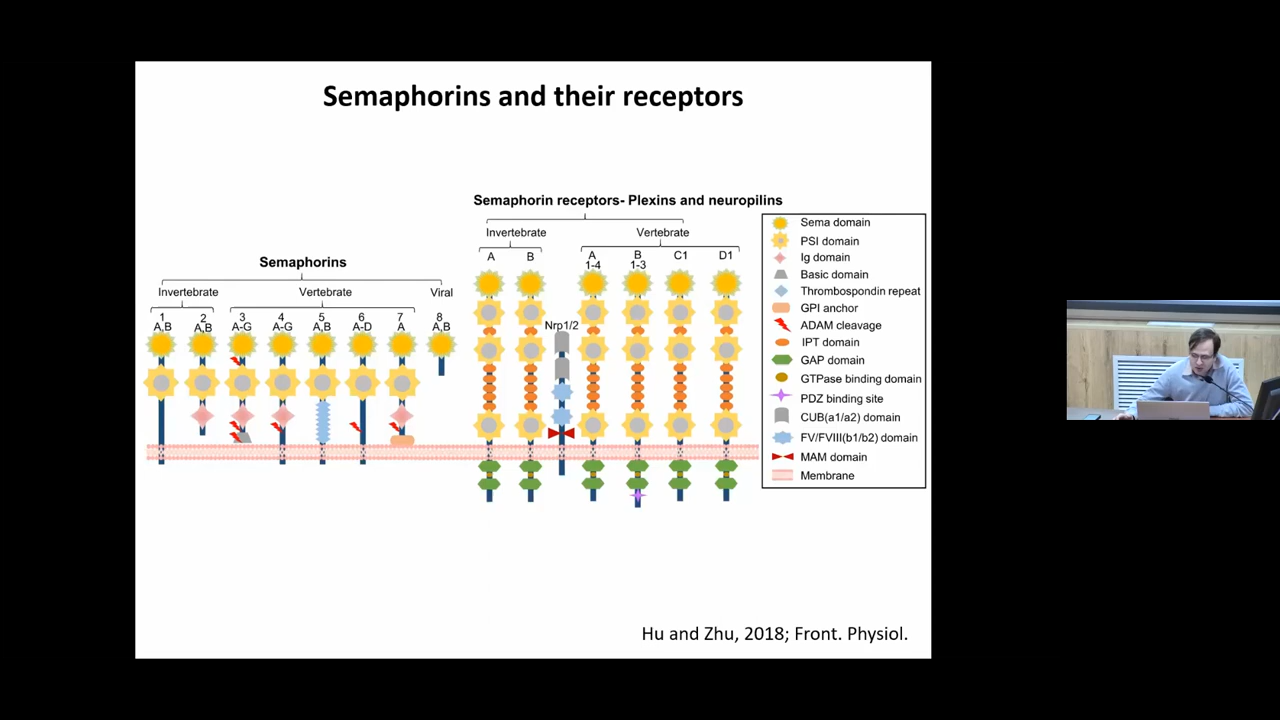 Semaphorins and their receptors
Semaphorin receptors- Plexins and neuropilins
Invertebrate Vertebrate
A B A B C1 D1
1-4 1-3
Nrp1/2
Semaphorins
Invertebrate Vertebrate Viral
1 2 3 4 5 6 7 8
A,B A,B A-G A-G A,B A-D A A,B
Sema domain
PSI domain
Ig domain
Basic domain
Thrombospondin repeat
GPI anchor
ADAM cleavage
IPT domain
GAP domain
GTPase binding domain
PDZ binding site
CUB(a1/a2) domain
FV/FVIII(b1/b2) domain
MAM domain
Membrane
Hu and Zhu, 2018; Front. Physiol.